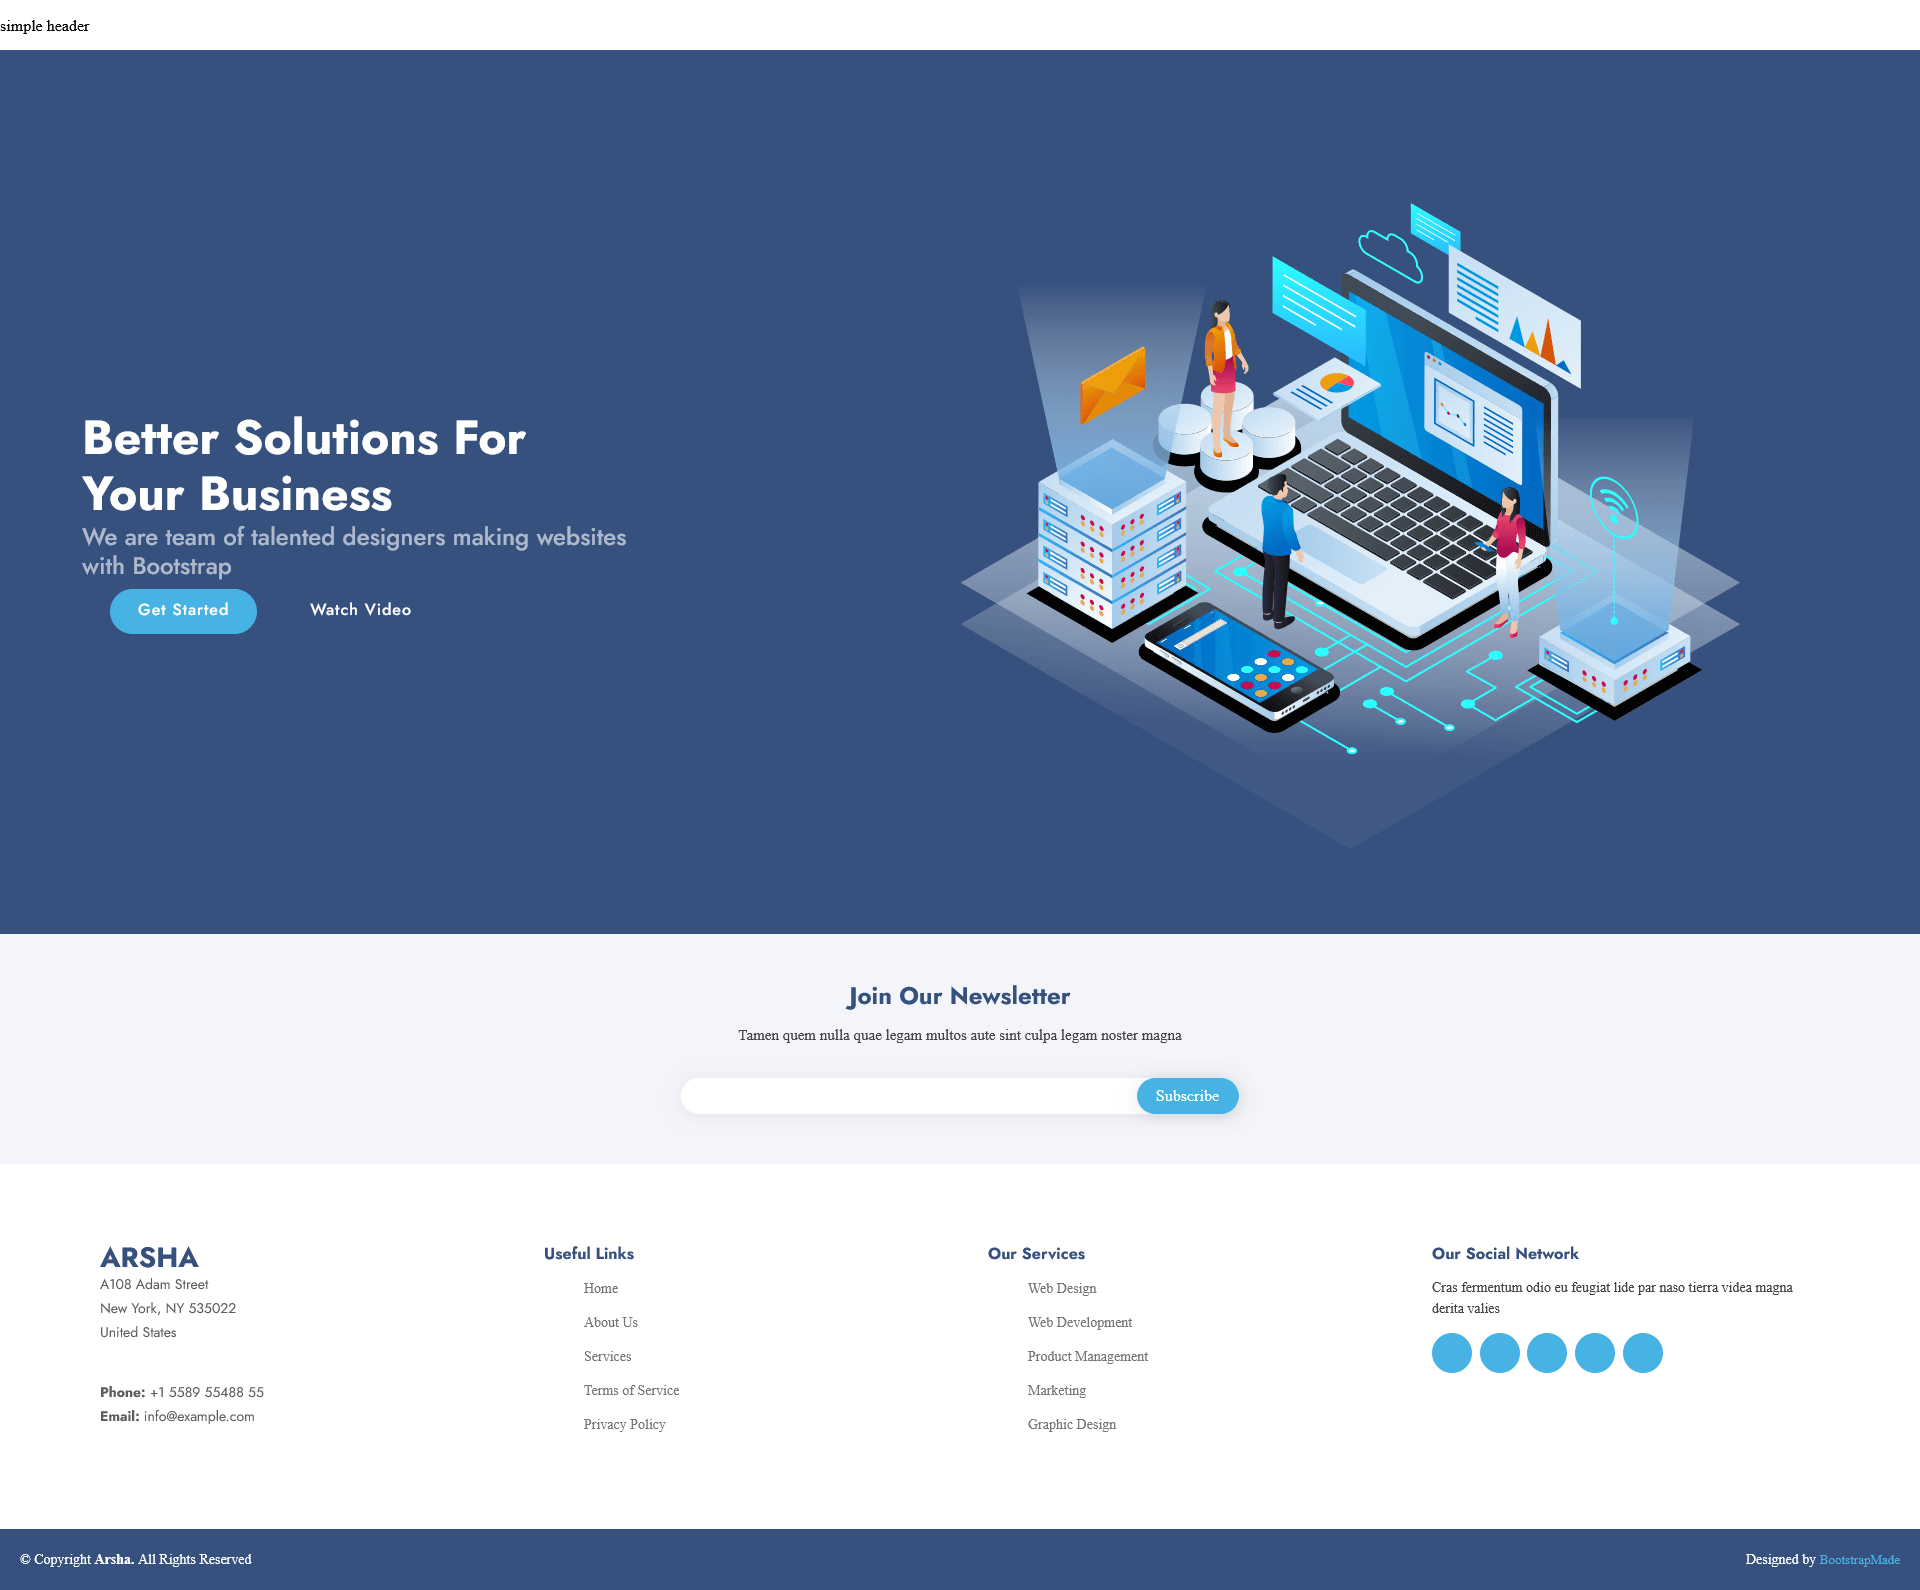 simple header
Better Solutions For
Your Business
We are team of talented designers making websites
with Bootstrap
Get Started
Watch Video
Join Our Newsletter
Tamen quem nulla quae legam multos aute sint culpa legam noster magna
Subscribe
ARSHA
A108 Adam Street
New York, NY 535022
United States
Phone: +1 5589 55488 55
Email: info@example.com
Useful Links
Home
About Us
Services
Terms of Service
Privacy Policy
Our Services
Web Design
Web Development
Product Management
Marketing
Graphic Design
Our Social Network
Cras fermentum odio eu feugiat lide par naso tierra videa magna
derita valies
© Copyright Arsha. All Rights Reserved
Designed by BootstrapMade